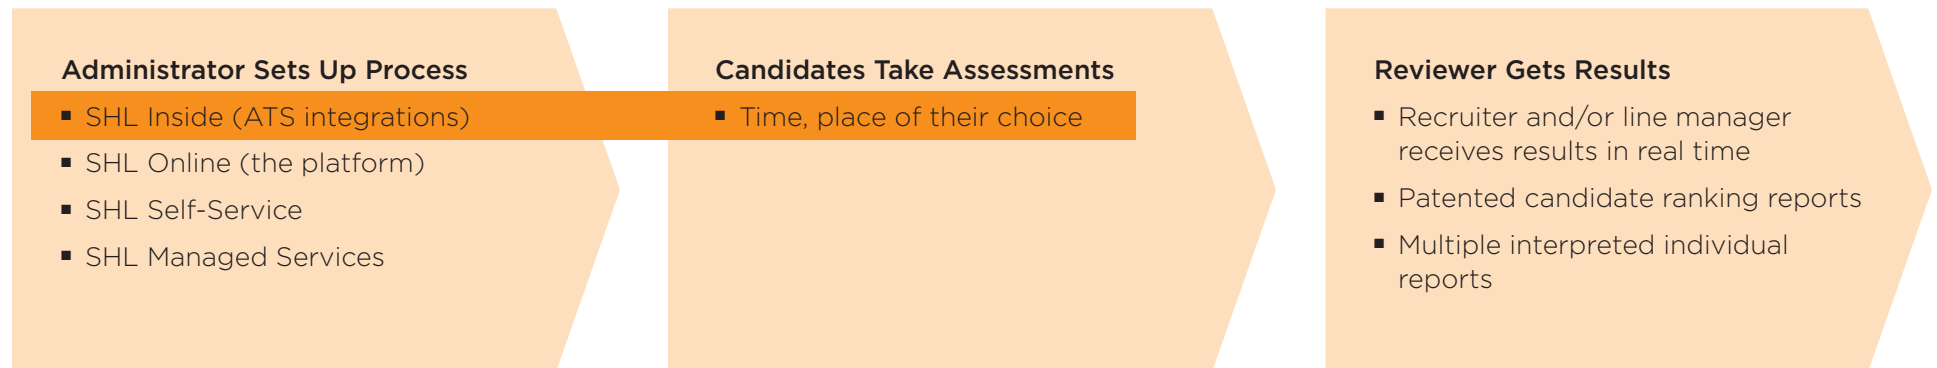 Administrator Sets Up Process
▪ SHL Inside (ATS integrations)
▪ SHL Online (the platform)
▪ SHL Self-Service
▪ SHL Managed Services
Candidates Take Assessments
▪ Time, place of their choice
Reviewer Gets Results
▪ Recruiter and/or line manager
receives results in real time
▪ Patented candidate ranking reports
▪ Multiple interpreted individual
reports